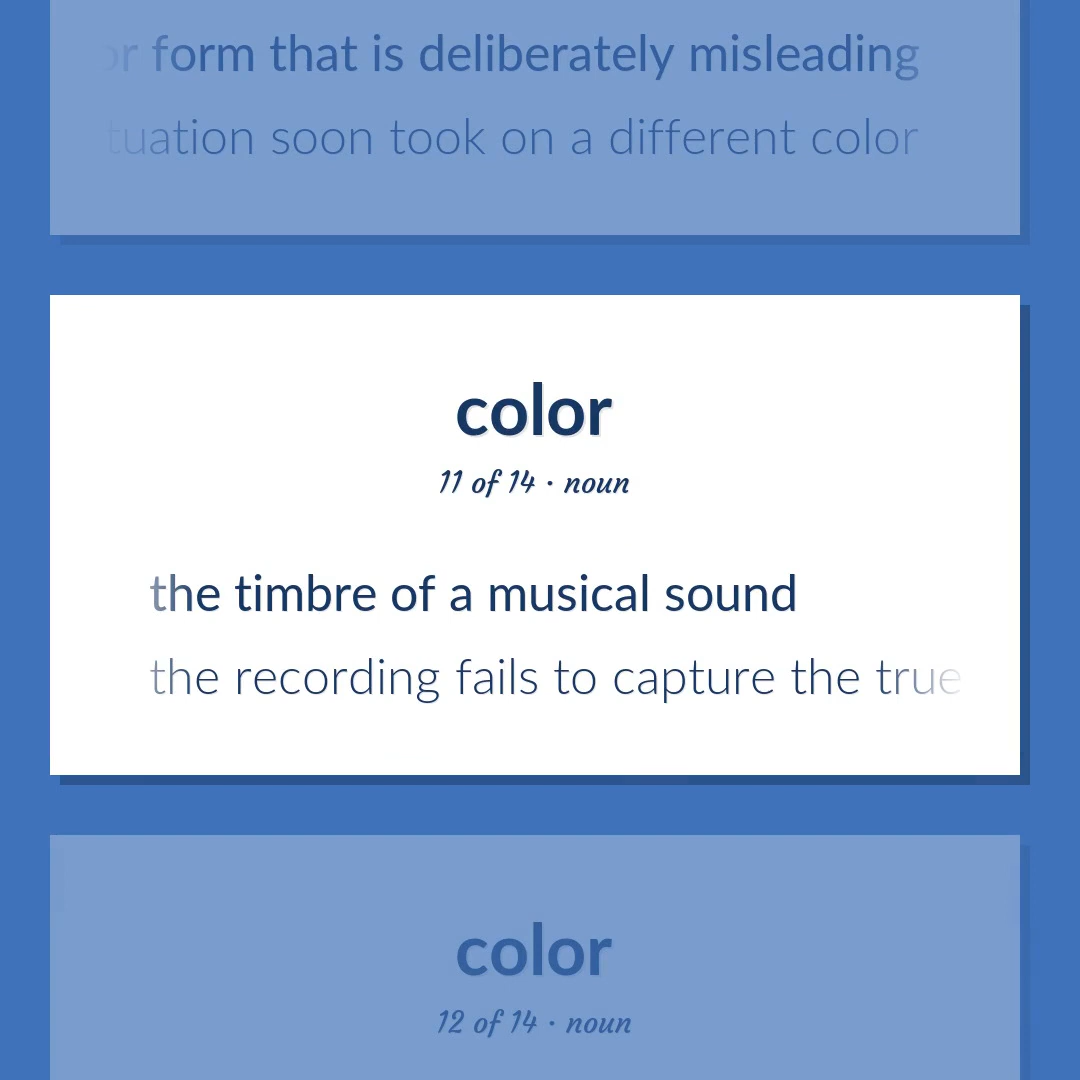 or form that is deliberately misleading
tuation soon took on a different color
color
11 of 14 · noun
the timbre of a musical sound
the recording fails to capture the true
color
12 of 14 · noun